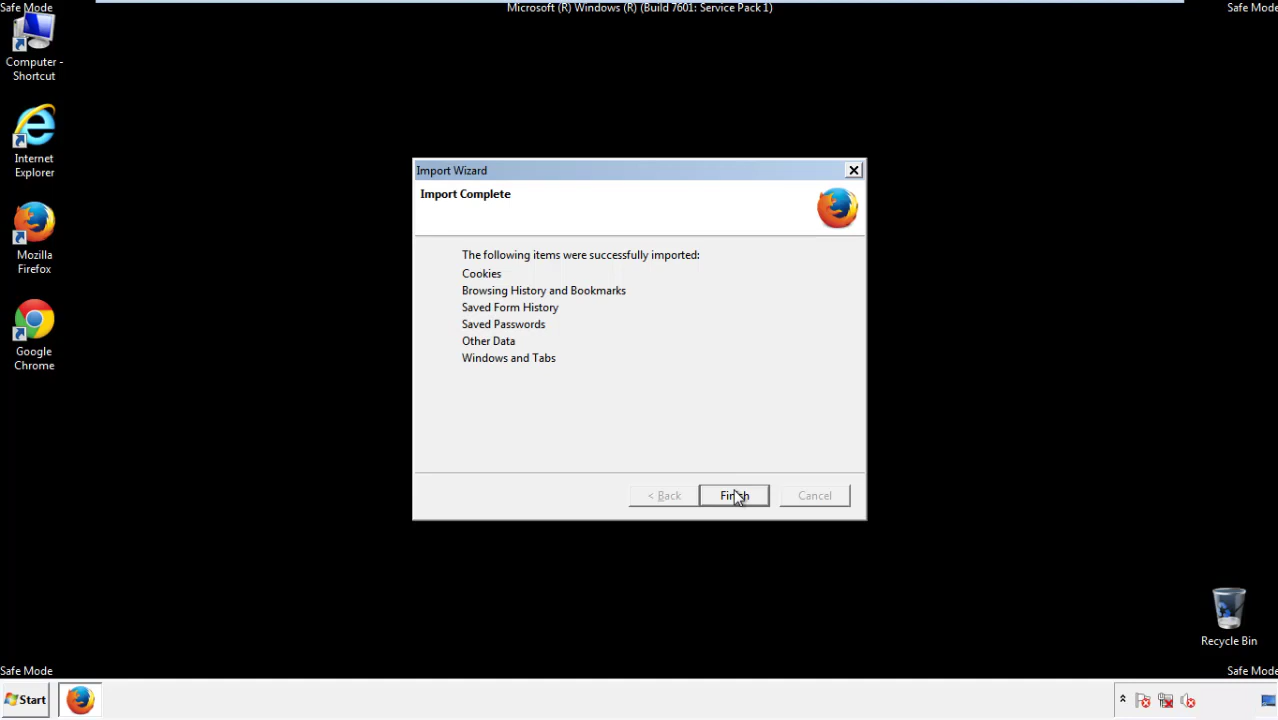 Safe Mode
Microsoft (R) Windows (R) (Build 7601: Service Pack 1)
Safe Mode
Computer -
Shortcut
Internet
Explorer
Mozilla
Firefox
Google
Chrome
Import Wizard
Import Complete
The following items were successfully imported:
Cookies
Browsing History and Bookmarks
Saved Form History
Saved Passwords
Other Data
Windows and Tabs
< Back
Finish
Cancel
Recycle Bin
Safe Mode
Safe Mode
Start